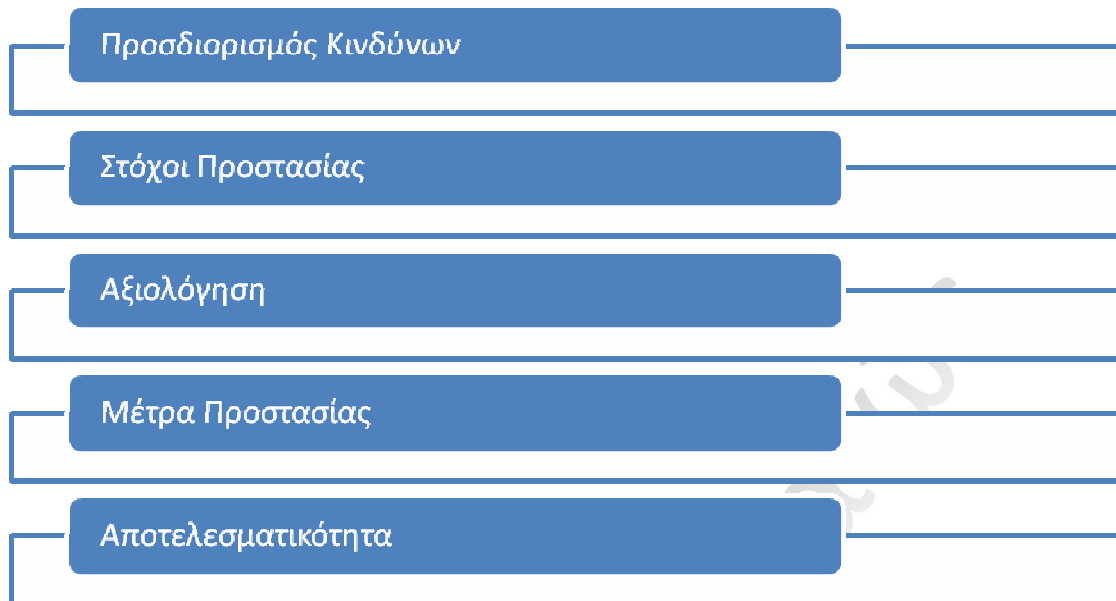 Προσδιορισμός Κινδύνων
Στόχοι Προστασίας
Αξιολόγηση
Μέτρα Προστασίας
Αποτελεσματικότητα